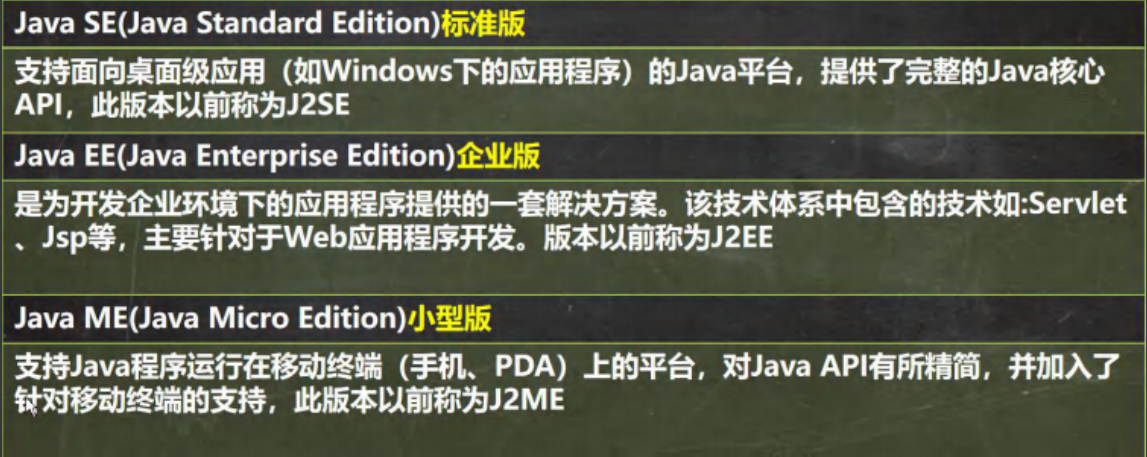 Java SE(Java Standard Edition)标准版
支持面向桌面级应用（如Windows下的应用程序）的Java平台，提供了完整的Java核心
API，此版本以前称为J2SE
Java EE(Java Enterprise Edition)企业版
是为开发企业环境下的应用程序提供的一套解决方案。该技术体系中包含的技术如:Servlet
、Jsp等，主要针对于Web应用程序开发。版本以前称为J2EE
Java ME(Java Micro Edition)小型版
支持Java程序运行在移动终端（手机、PDA）上的平台，对Java API有所精简，并加入了
针对移动终端的支持，此版本以前称为J2ME